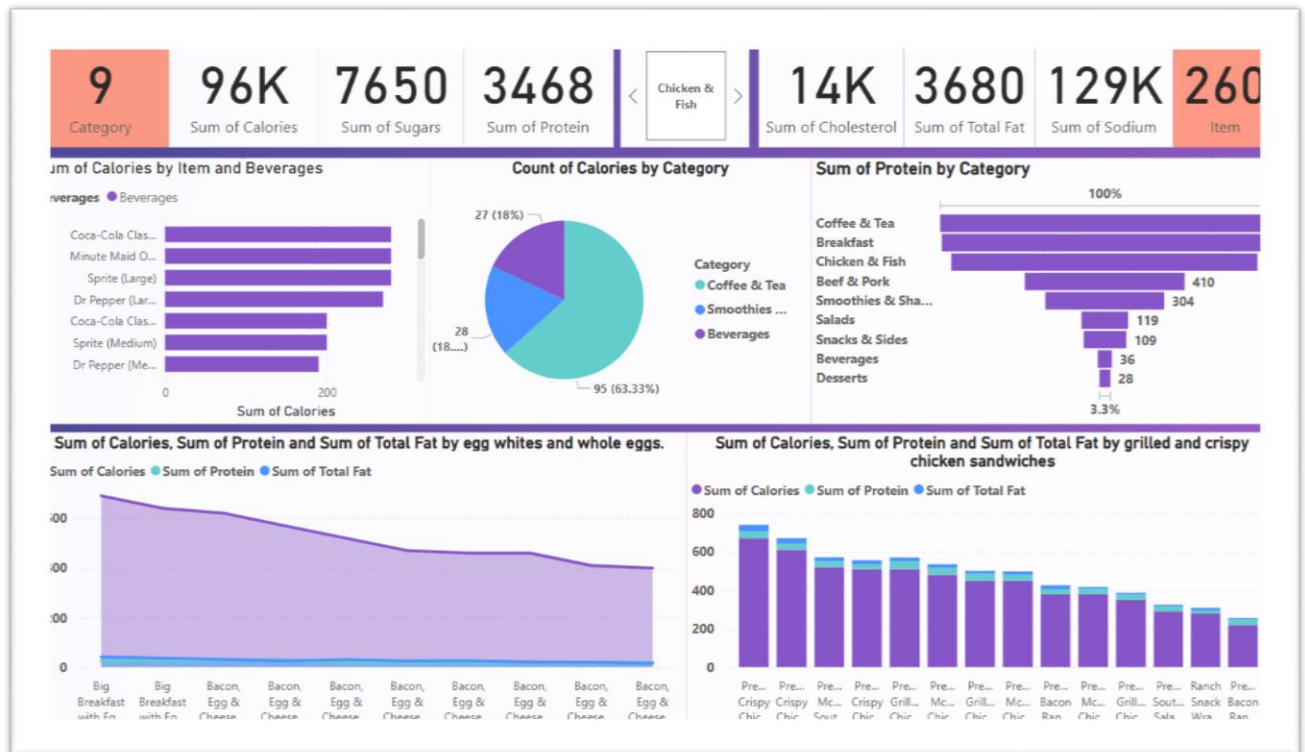 9
Category
96K
Sum of Calories
7650
Sum of Sugars
3468
Sum of Protein
Chicken &
Fish
14K
Sum of Cholesterol
3680
Sum of Total Fat
129K
Sum of Sodium
260
Item
um of Calories by Item and Beverages
everages Beverages
Coca-Cola Clas...
Minute Maid O...
Sprite (Large)
Dr Pepper (Lar...
Coca-Cola Clas...
Sprite (Medium)
Dr Pepper (Me...
0 200
Sum of Calories
Count of Calories by Category
27 (18%)
28
(18....)
95 (63.33%)
Category
Coffee & Tea
Smoothies ...
Beverages
Sum of Protein by Category
100%
Coffee & Tea
Breakfast
Chicken & Fish
Beef & Pork 410
Smoothies & Sha... 304
Salads 119
Snacks & Sides 109
Beverages 36
Desserts 28
3.3%
Sum of Calories, Sum of Protein and Sum of Total Fat by egg whites and whole eggs.
Sum of Calories Sum of Protein Sum of Total Fat
600
400
200
0
Big Big Bacon, Bacon, Bacon, Bacon, Bacon, Bacon, Bacon, Bacon,
Breakfast Breakfast Egg & Egg & Egg & Egg & Egg & Egg & Egg & Egg &
with Eg with Eg Cheese Cheese Cheese Cheese Cheese Cheese Cheese Cheese
Sum of Calories, Sum of Protein and Sum of Total Fat by grilled and crispy
chicken sandwiches
Sum of Calories Sum of Protein Sum of Total Fat
800
600
400
200
0
Pre... Pre... Pre... Pre... Pre... Pre... Pre... Pre... Pre... Pre... Pre... Pre... Ranch Pre...
Crispy Crispy Mc... Crispy Grill... Mc... Grill... Mc... Bacon Mc... Grill... Sout... Snack Bacon
Chic Chic Sout Chic Chic Chic Chic Chic Ran Chic Chic Sala Wra Ran